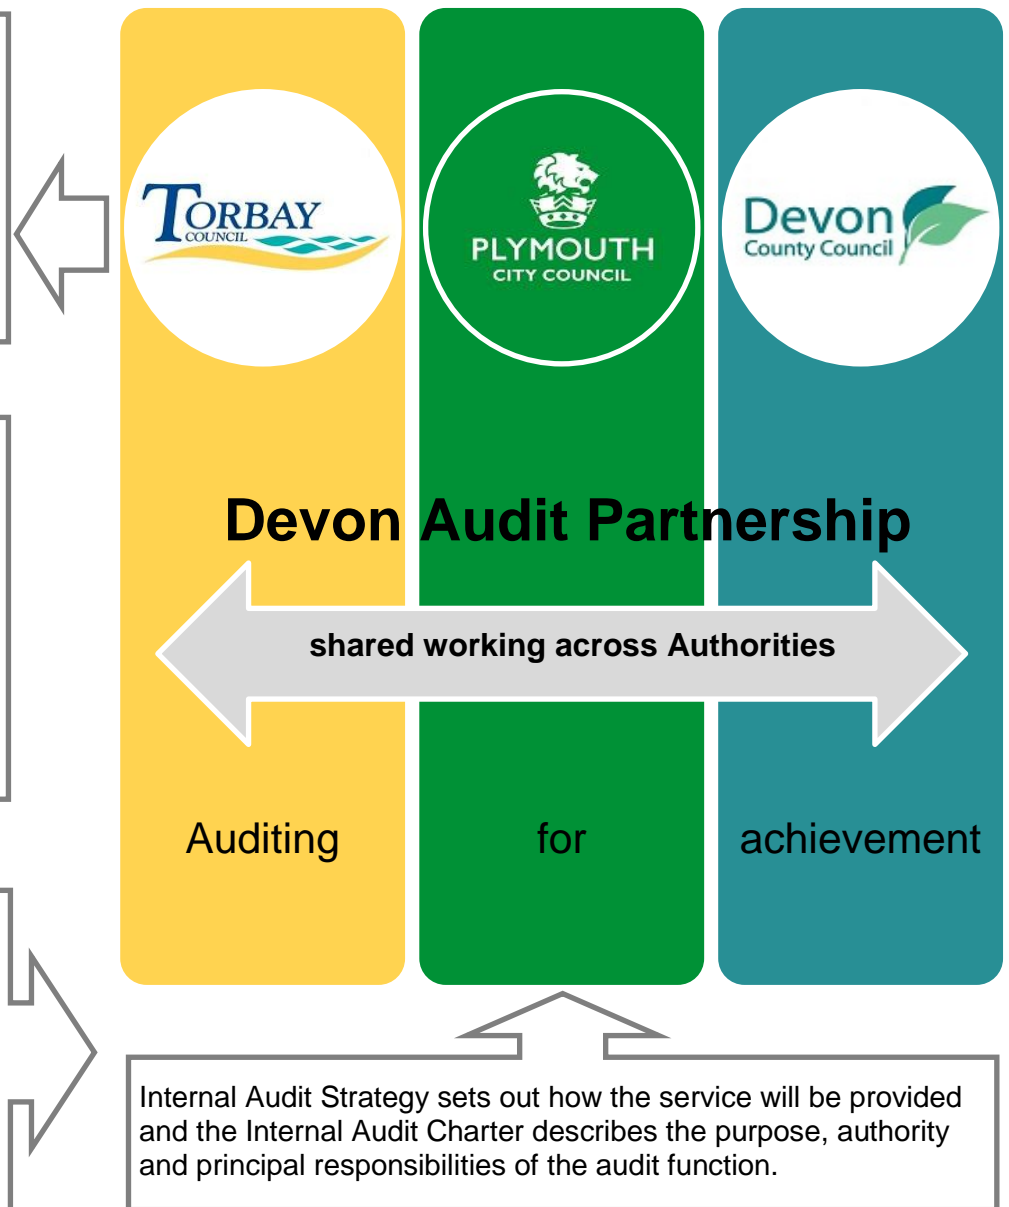 TORBAY
COUNCIL
PLYMOUTH
CITY COUNCIL
Devon
County Council
Devon Audit Partnership
shared working across Authorities
Auditing for achievement
Internal Audit Strategy sets out how the service will be provided
and the Internal Audit Charter describes the purpose, authority
and principal responsibilities of the audit function.